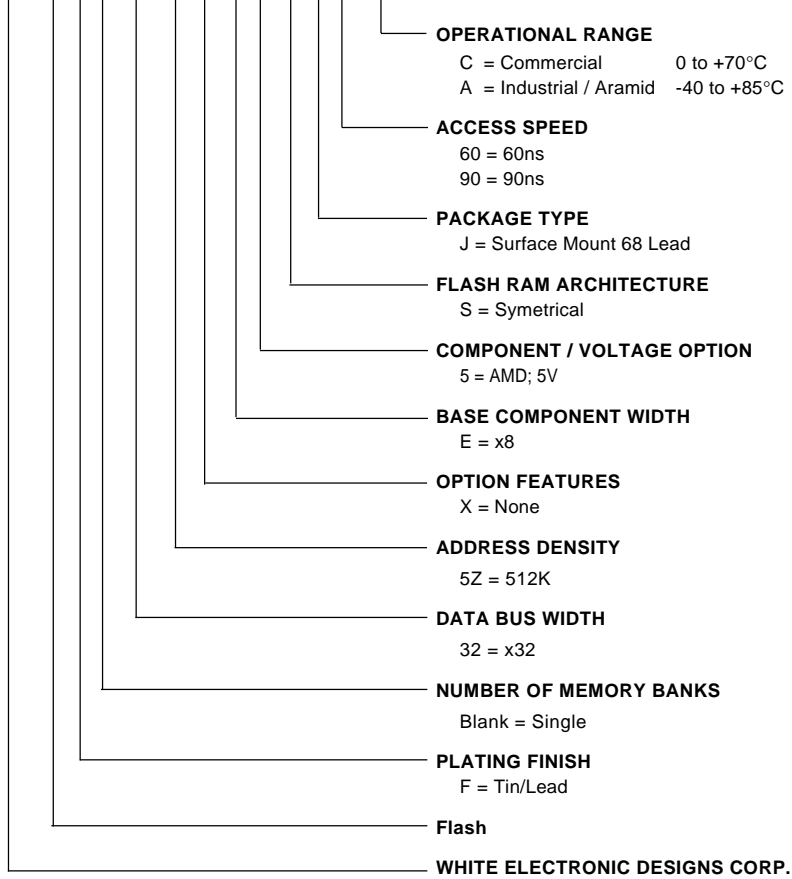 OPERATIONAL RANGE
C = Commercial 0 to +70°C
A = Industrial / Aramid -40 to +85°C
ACCESS SPEED
60 = 60ns
90 = 90ns
PACKAGE TYPE
J = Surface Mount 68 Lead
FLASH RAM ARCHITECTURE
S = Symetrical
COMPONENT / VOLTAGE OPTION
5 = AMD; 5V
BASE COMPONENT WIDTH
E = x8
OPTION FEATURES
X = None
ADDRESS DENSITY
5Z = 512K
DATA BUS WIDTH
32 = x32
NUMBER OF MEMORY BANKS
Blank = Single
PLATING FINISH
F = Tin/Lead
Flash
WHITE ELECTRONIC DESIGNS CORP.